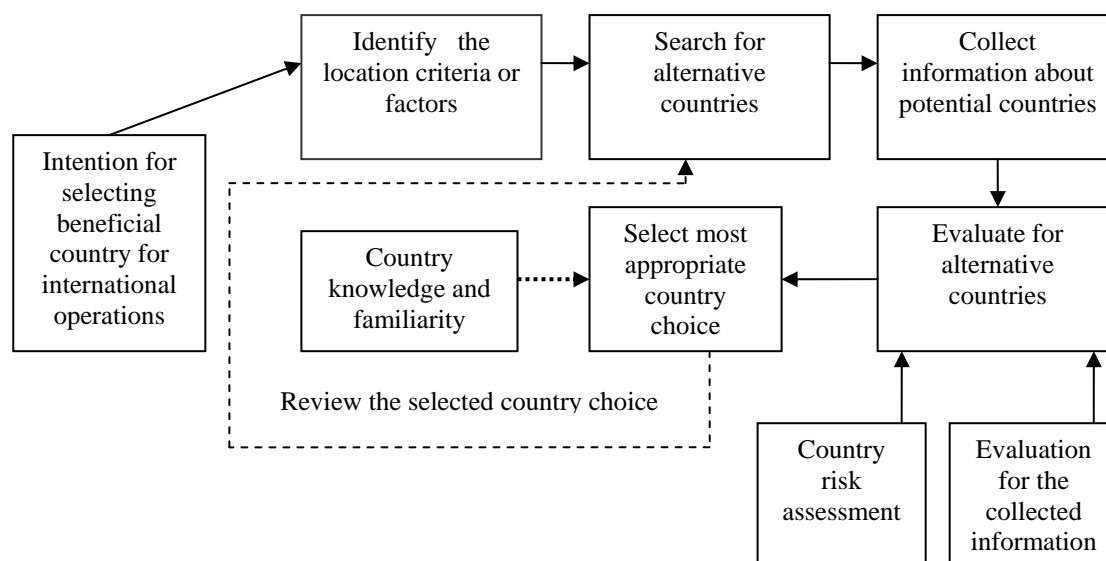 Identify the
location criteria or
factors
Search for
alternative
countries
Collect
information about
potential countries
Intention for
selecting
beneficial
country for
international
operations
Country
knowledge and
familiarity
Select most
appropriate
country
choice
Evaluate for
alternative
countries
Review the selected country choice
Country
risk
assessment
Evaluation
for the
collected
information